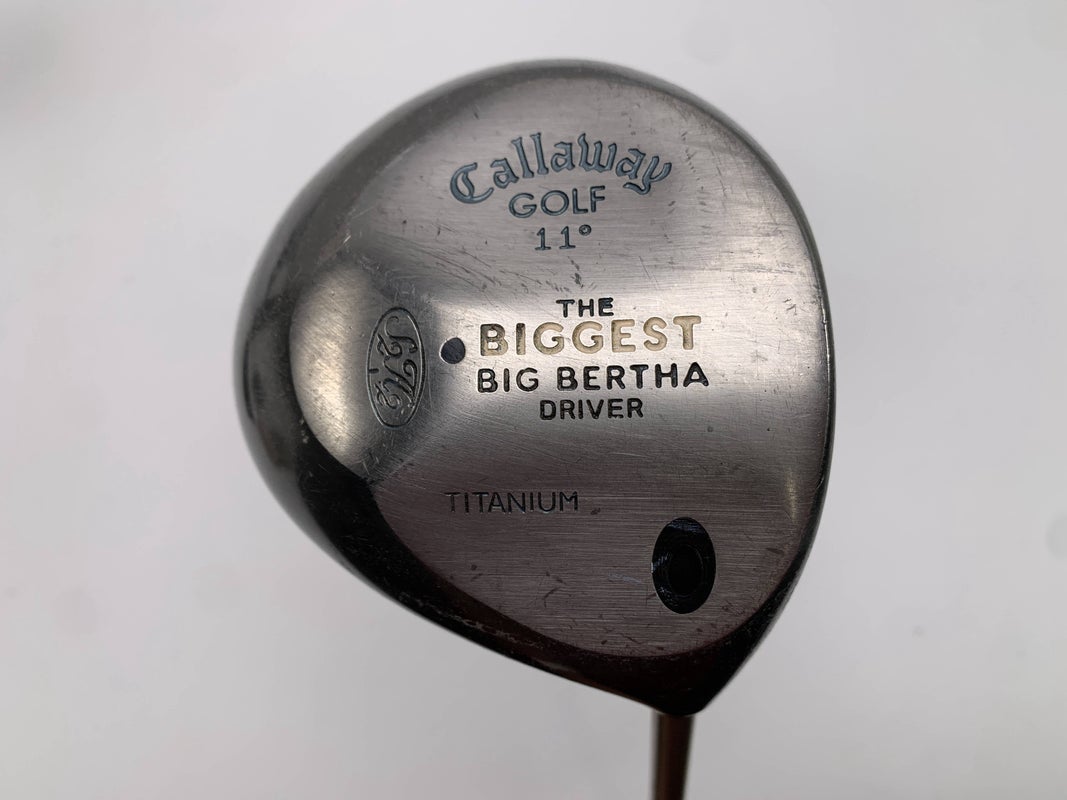 Callaway
GOLF
11°
THE
BIGGEST
BIG BERTHA
DRIVER
TITANIUM